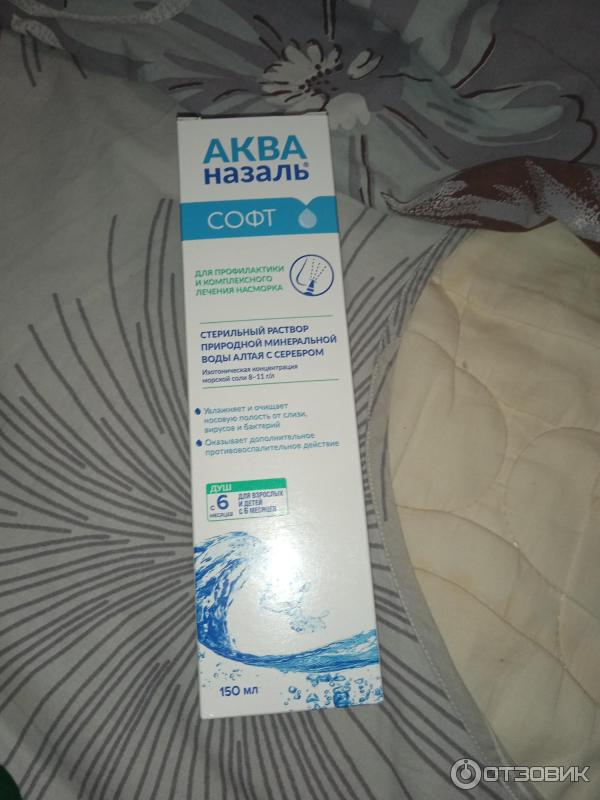 АКВА
назаль®
СОФТ
ДЛЯ ПРОФИЛАКТИКИ
И КОМПЛЕКСНОГО
ЛЕЧЕНИЯ НАСМОРКА
СТЕРИЛЬНЫЙ РАСТВОР
ПРИРОДНОЙ МИНЕРАЛЬНОЙ
ВОДЫ АЛТАЯ С СЕРЕБРОМ
Изотоническая концентрация
морской соли 8–11 г/л
Увлажняет и очищает
носовую полость от слизи,
вирусов и бактерий
Оказывает дополнительное
противовоспалительное действие
ДУШ
с 6
месяцев
ДЛЯ ВЗРОСЛЫХ
И ДЕТЕЙ
С 6 МЕСЯЦЕВ
150 мл
ОТЗОВИК